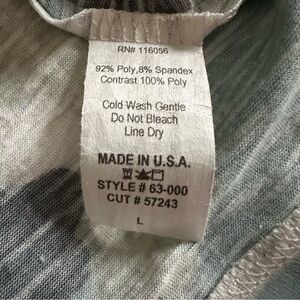 RN# 116056
92% Poly,8% Spandex
Contrast 100% Poly
Cold Wash Gentle
Do Not Bleach
Line Dry
MADE IN U.S.A.
STYLE # 63-000
CUT # 57243
L